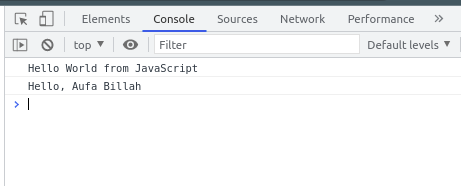 Elements Console Sources Network Performance »
top ▼ Filter Default levels ▼
Hello World from JavaScript
Hello, Aufa Billah
>